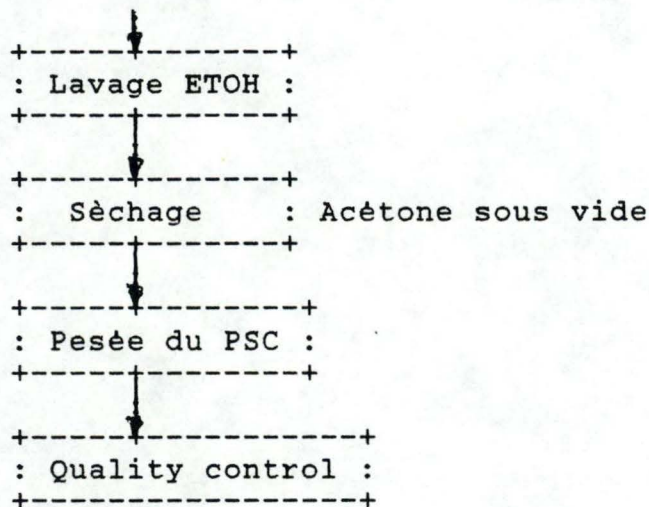 Lavage ETOH
Sèchage Acétone sous vide
Pesée du PSC
Quality control